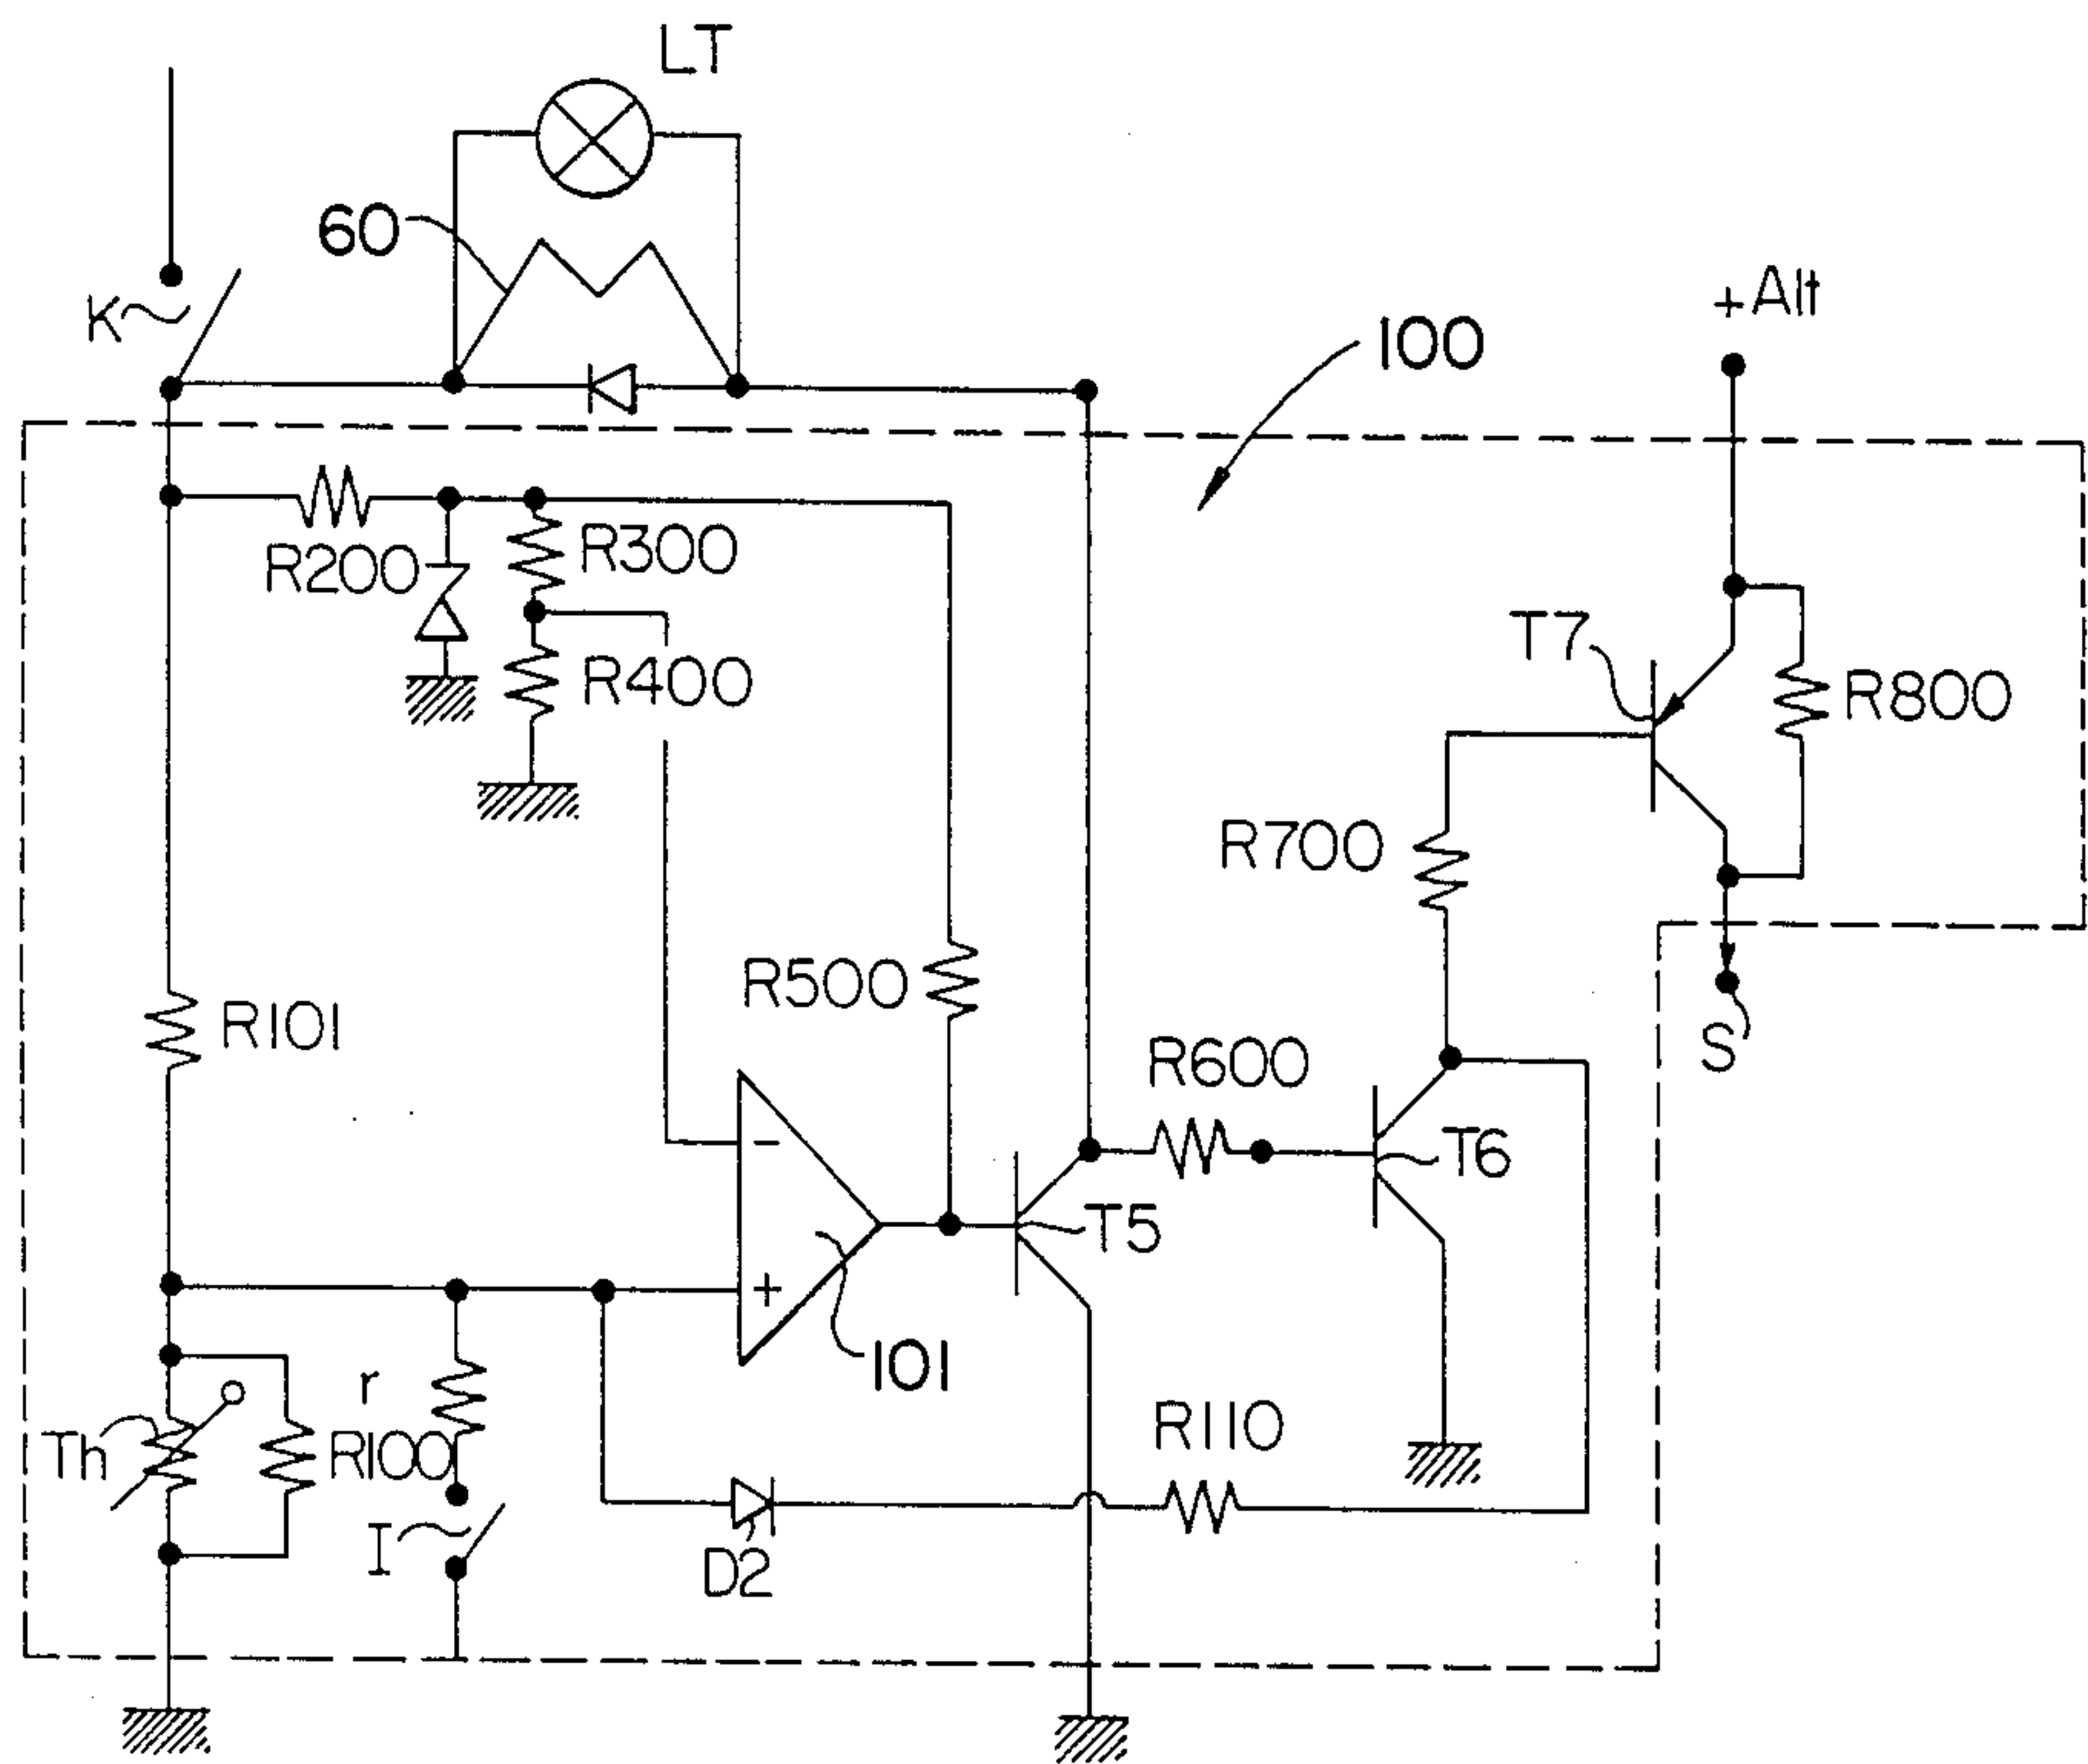 LT
60
K
+Alt
100
R200
R300
R400
T7
R800
R700
R500
R101
R600
S
T6
T5
-
+
101
r
Th
R100
R110
I
D2